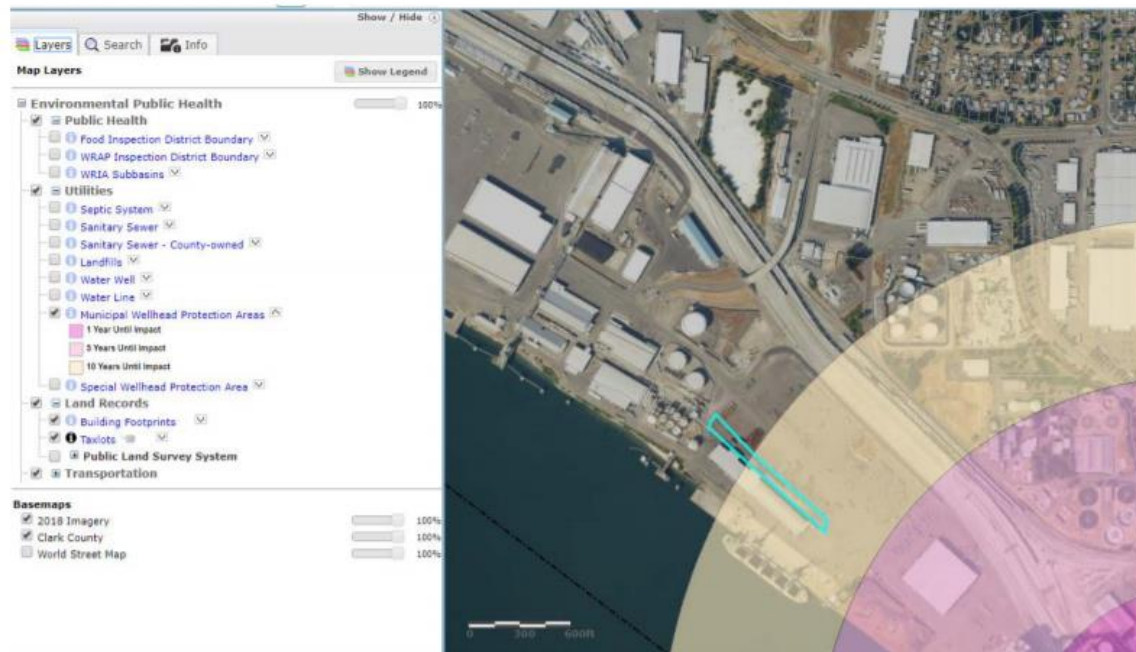 Show / Hide
Layers Search Info
Map Layers Show Legend
Environmental Public Health 100%
Public Health
Food Inspection District Boundary
WRAP Inspection District Boundary
WRIA Subbasins
Utilities
Septic System
Sanitary Sewer
Sanitary Sewer - County-owned
Landfills
Water Well
Water Line
Municipal Wellhead Protection Areas
1 Year Until Impact
5 Years Until Impact
10 Years Until Impact
Special Wellhead Protection Area
Land Records
Building Footprints
Taxlots
Public Land Survey System
Transportation
Basemaps
2018 Imagery 100%
Clark County 100%
World Street Map 100%
0 300 600ft